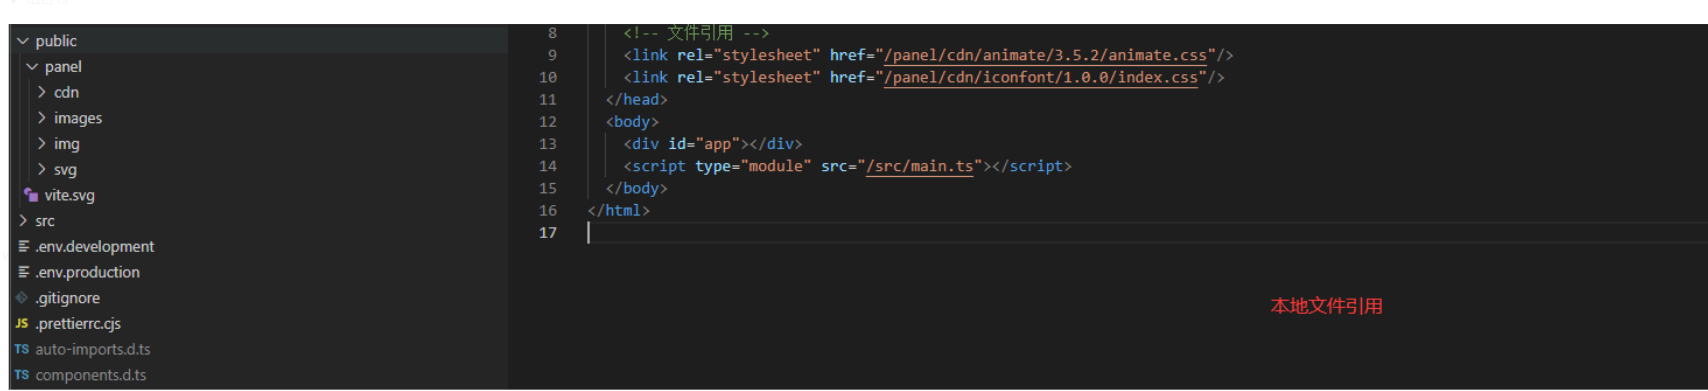 public
panel
cdn
images
img
svg
vite.svg
src
.env.development
.env.production
.gitignore
JS .prettierrc.cjs
TS auto-imports.d.ts
TS components.d.ts
8 <!-- 文件引用 -->
9 <link rel="stylesheet" href="/panel/cdn/animate/3.5.2/animate.css"/>
10 <link rel="stylesheet" href="/panel/cdn/iconfont/1.0.0/index.css"/>
11 </head>
12 <body>
13 <div id="app"></div>
14 <script type="module" src="/src/main.ts"></script>
15 </body>
16 </html>
17
本地文件引用